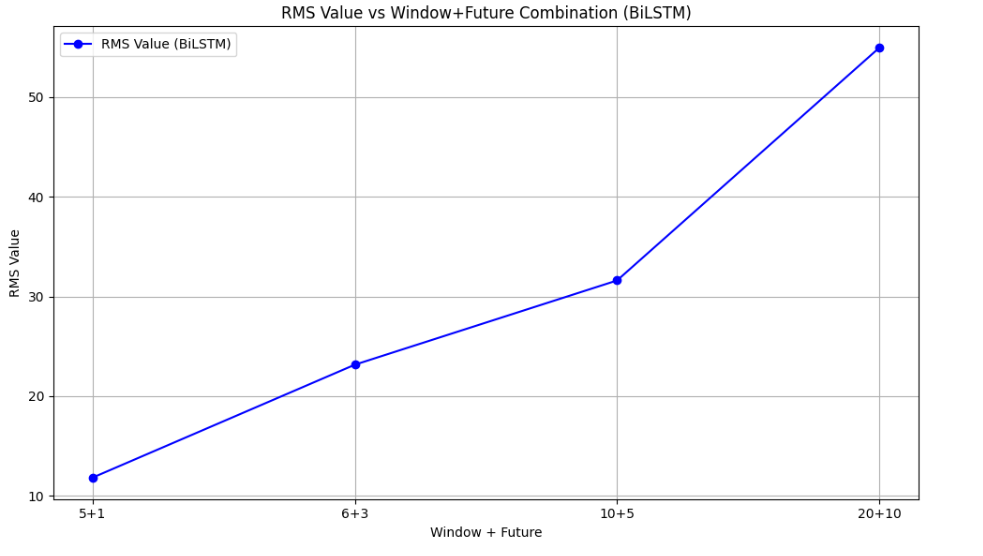 RMS Value vs Window+Future Combination (BiLSTM)
RMS Value (BiLSTM)
RMS Value
50
40
30
20
10
5+1
6+3
10+5
20+10
Window + Future